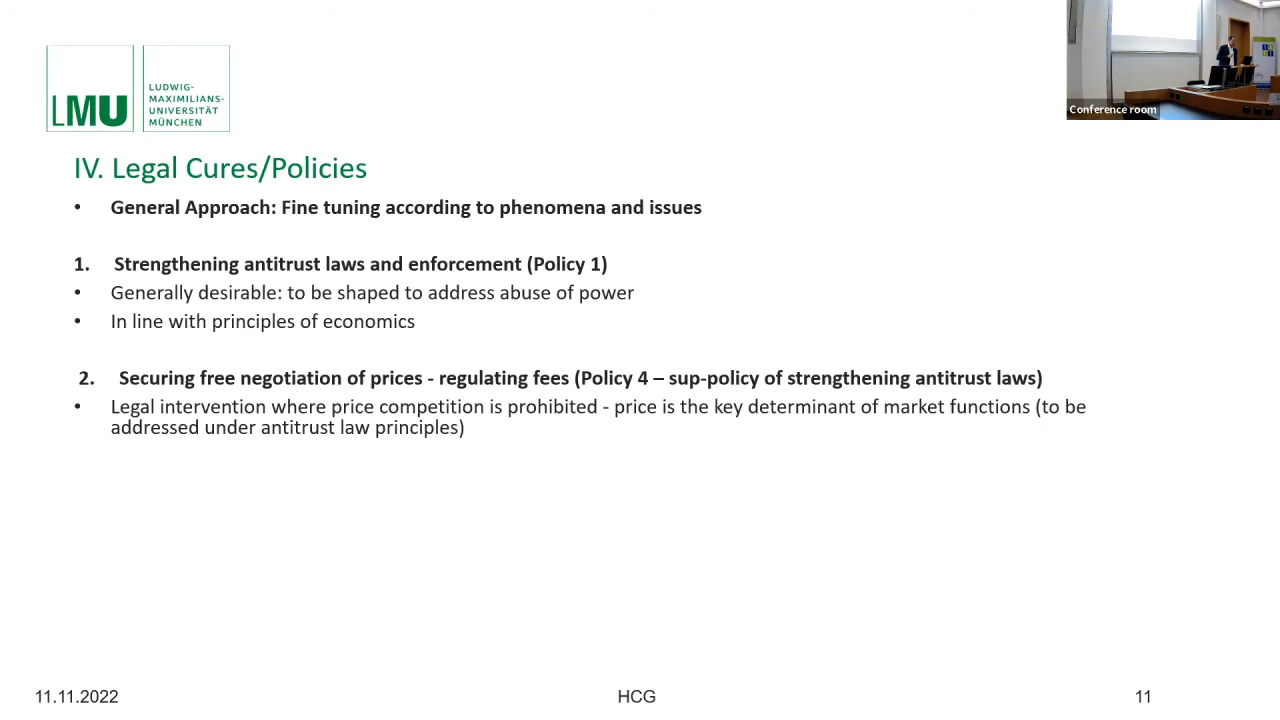 LMU
LUDWIG-
MAXIMILIANS-
UNIVERSITÄT
MÜNCHEN
Conference room
IV. Legal Cures/Policies
• General Approach: Fine tuning according to phenomena and issues
1. Strengthening antitrust laws and enforcement (Policy 1)
• Generally desirable: to be shaped to address abuse of power
• In line with principles of economics
2. Securing free negotiation of prices - regulating fees (Policy 4 – sup-policy of strengthening antitrust laws)
• Legal intervention where price competition is prohibited - price is the key determinant of market functions (to be
addressed under antitrust law principles)
11.11.2022
HCG
11